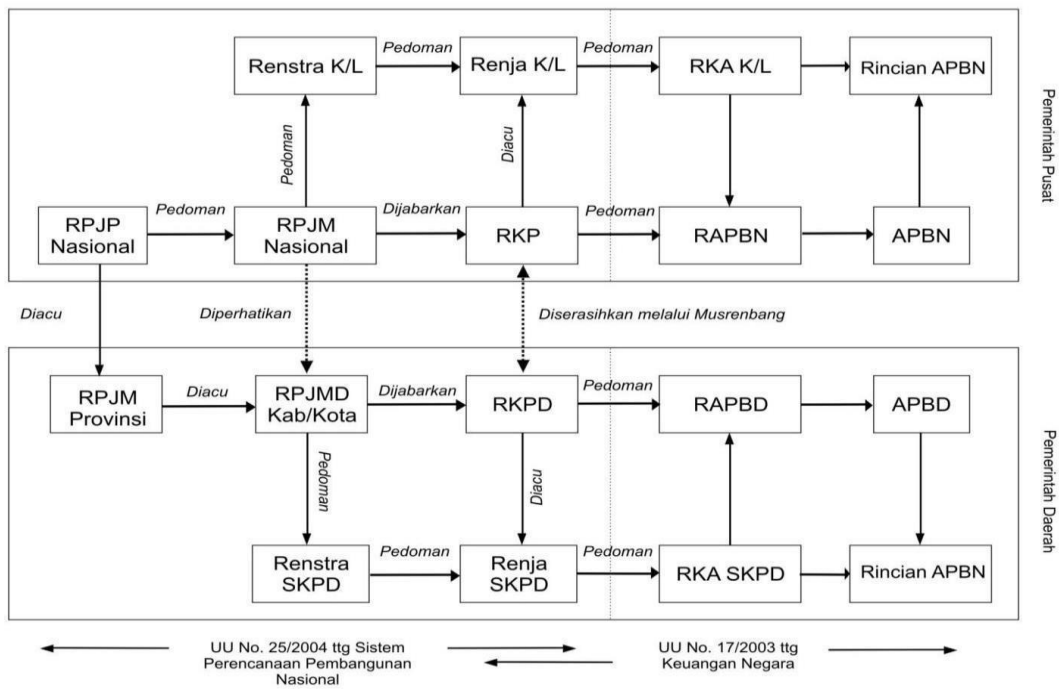 Pedoman
Pedoman
Renstra K/L
Renja K/L
RKA K/L
Rincian APBN
Pemerintah Pusat
Pedoman
Diacu
Pedoman
Dijabarkan
Pedoman
RPJP
Nasional
RPJM
Nasional
RKP
RAPBN
APBN
Diacu
Diperhatikan
Diserasihkan melalui Musrenbang
RPJM
Provinsi
Diacu
RPJMD
Kab/Kota
Dijabarkan
RKPD
Pedoman
RAPBD
APBD
Pemerintah Daerah
Pedoman
Diacu
Renstra
SKPD
Pedoman
Renja
SKPD
Pedoman
RKA SKPD
Rincian APBN
UU No. 25/2004 ttg Sistem
Perencanaan Pembangunan
Nasional
UU No. 17/2003 ttg
Keuangan Negara